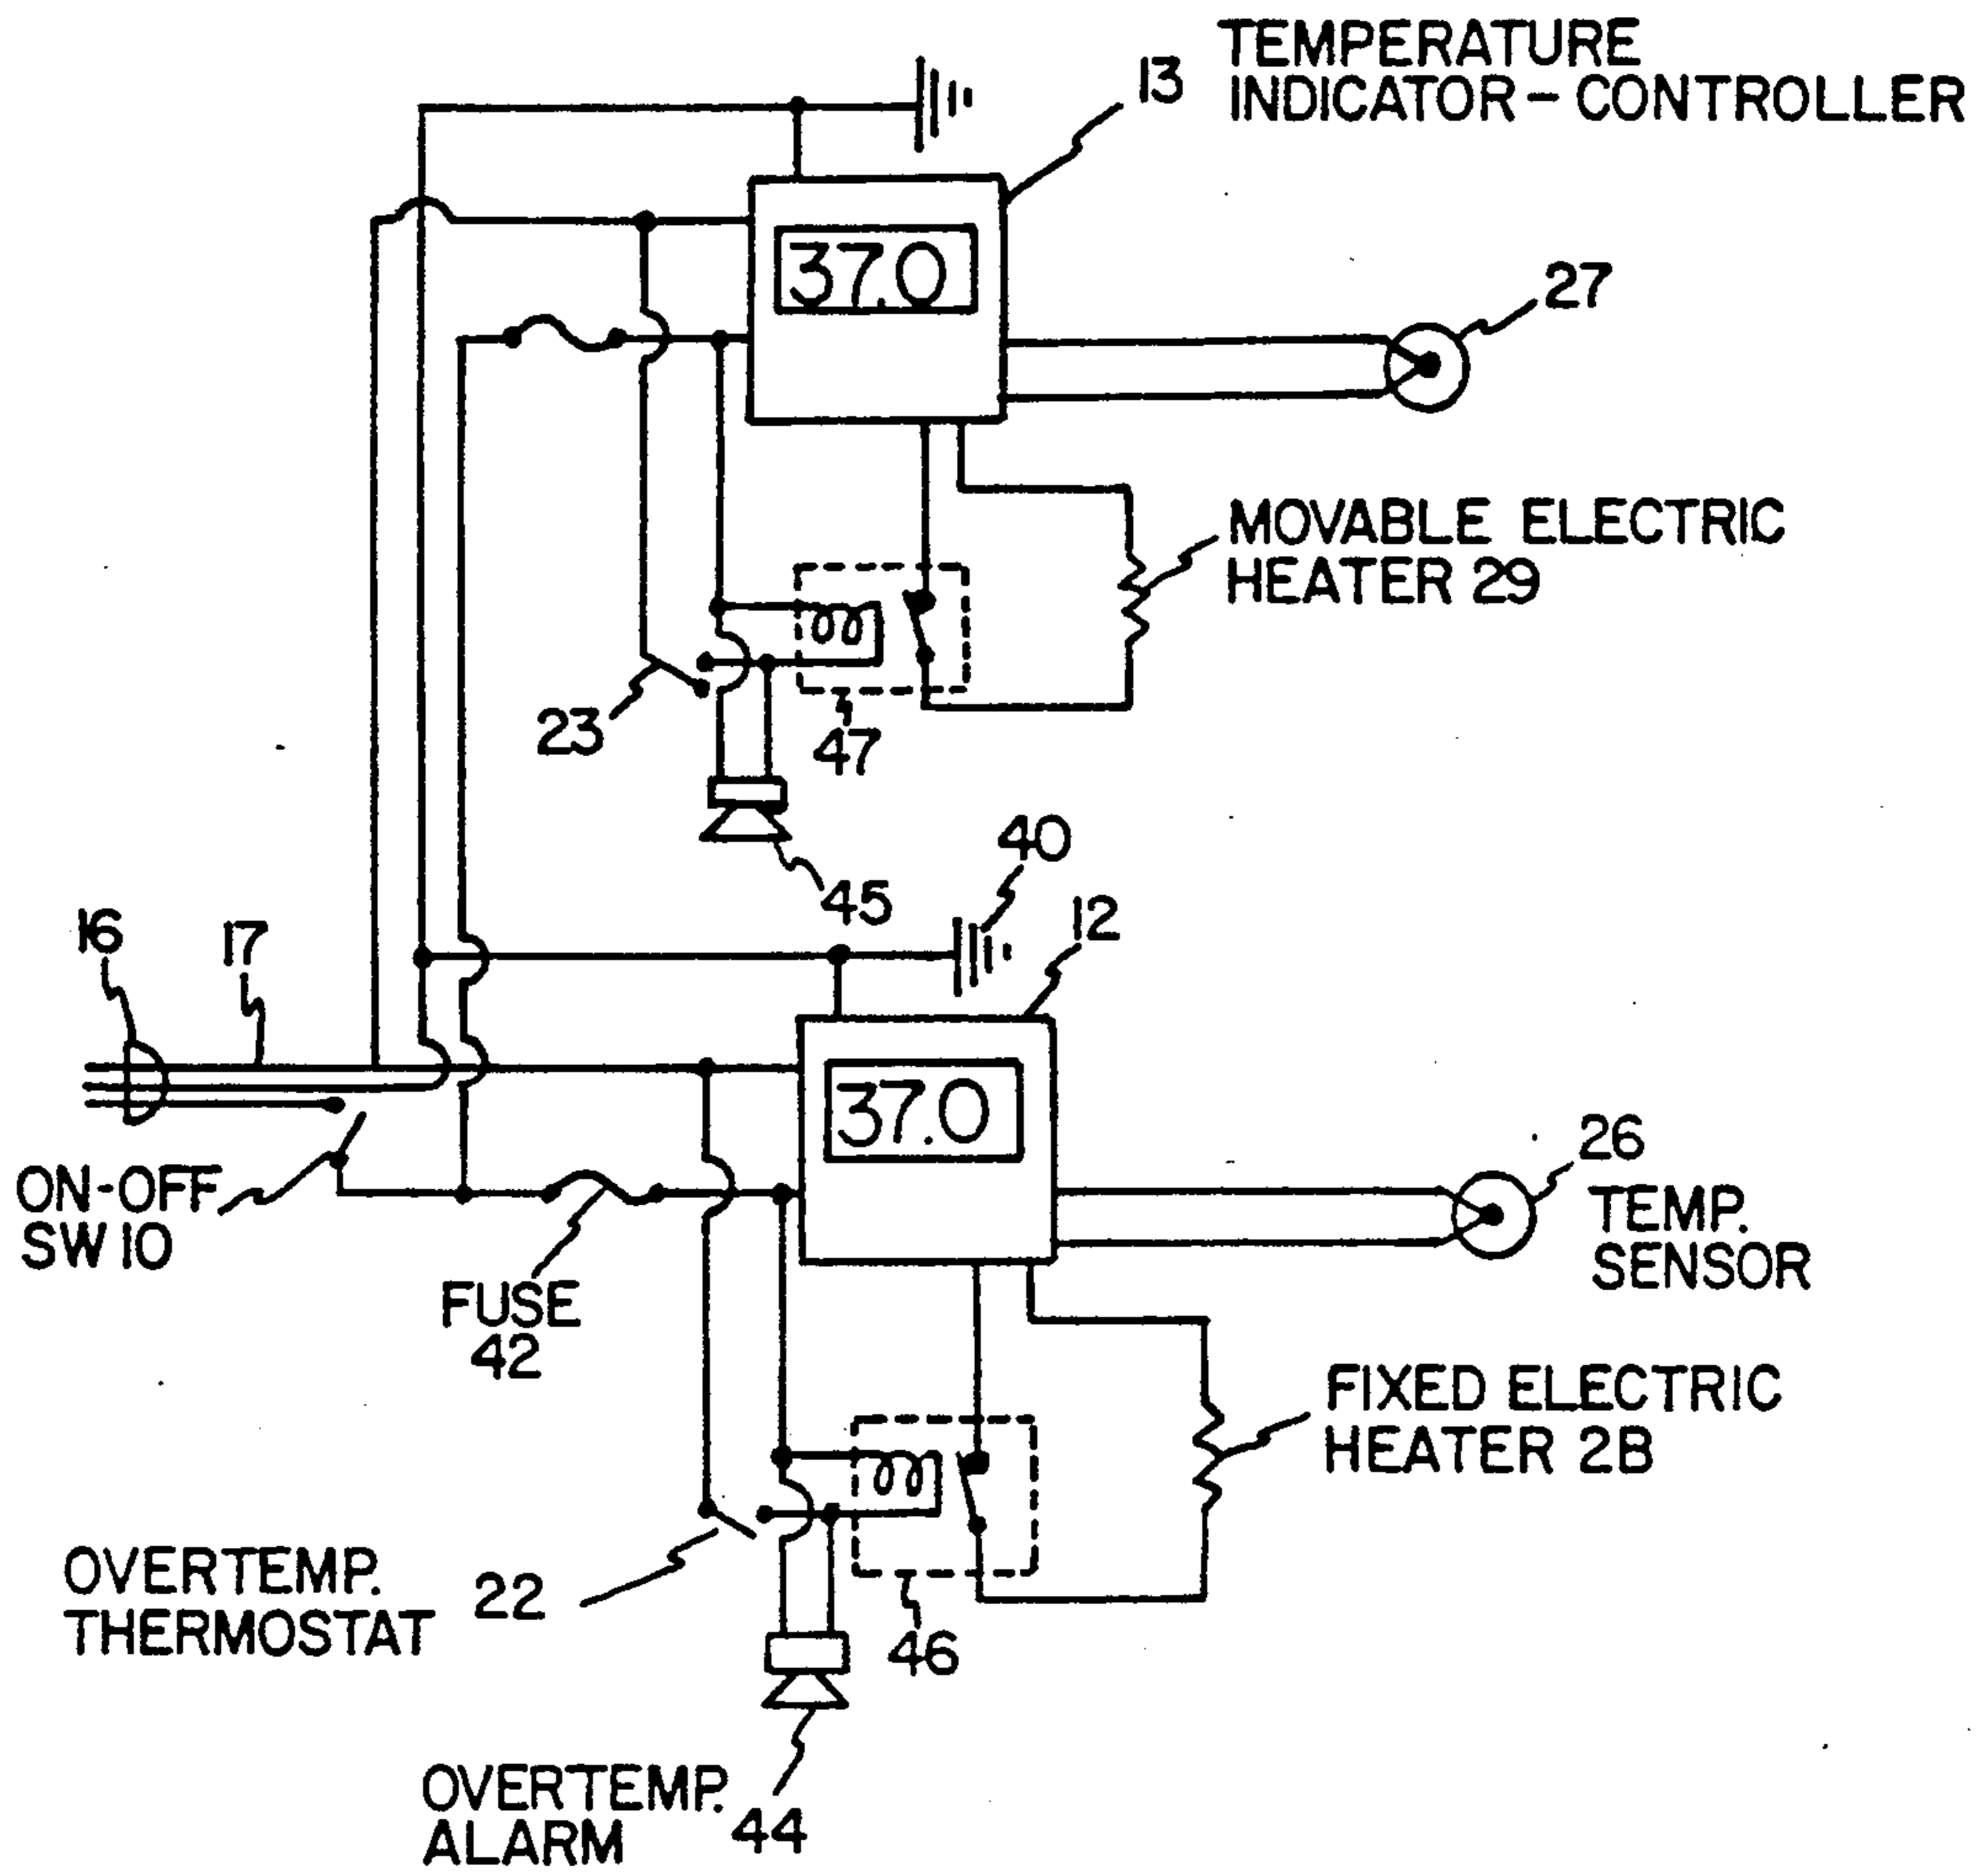 TEMPERATURE
13 INDICATOR-CONTROLLER
37.0
27
MOVABLE ELECTRIC
HEATER 29
23
47
45
40
12
16
17
37.0
26
ON-OFF
SW 10
TEMP.
SENSOR
FUSE
42
FIXED ELECTRIC
HEATER 2B
OVERTEMP.
THERMOSTAT
22
46
OVERTEMP.
ALARM
44